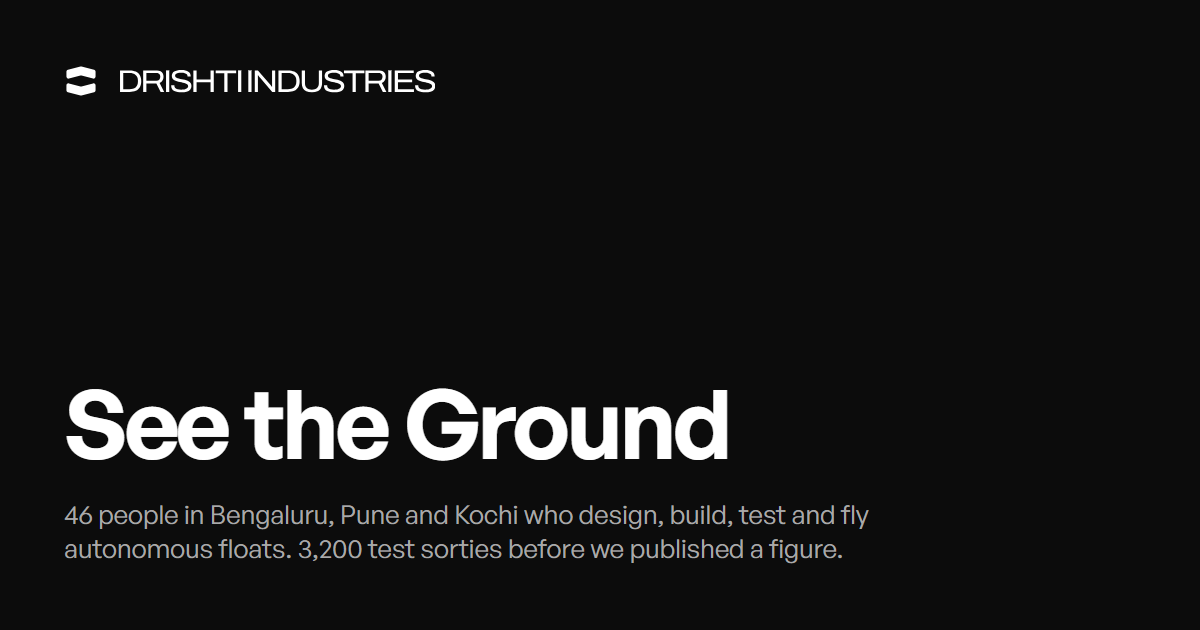 DRISHTI INDUSTRIES
See the Ground
46 people in Bengaluru, Pune and Kochi who design, build, test and fly
autonomous floats. 3,200 test sorties before we published a figure.